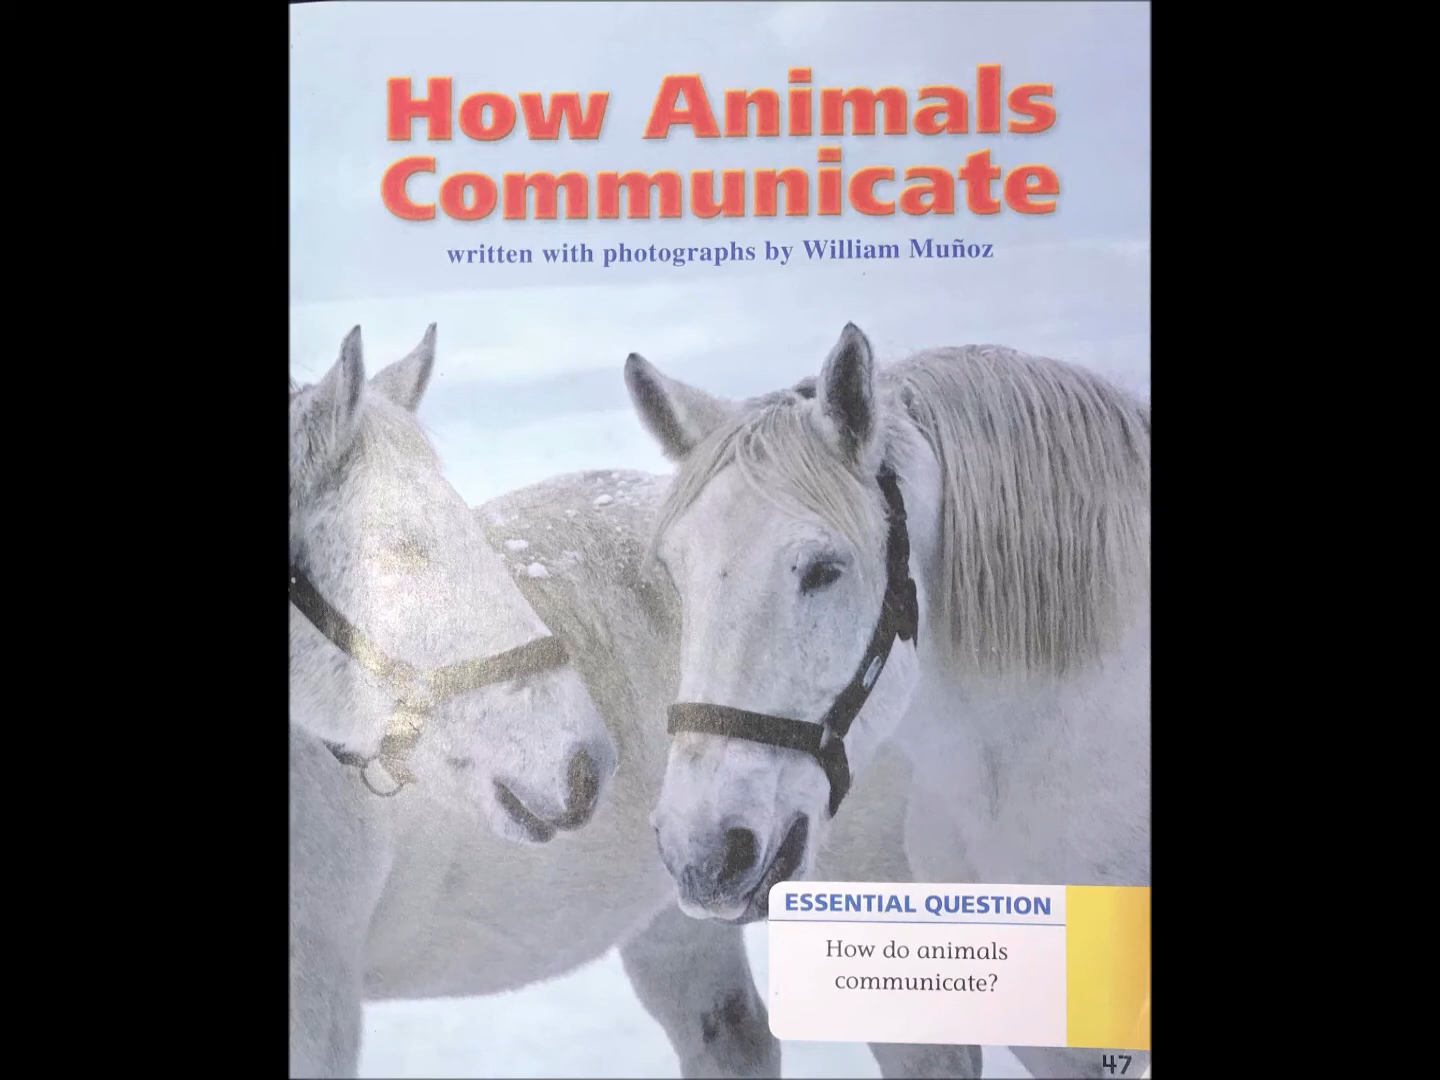 How Animals
Communicate
written with photographs by William Muñoz
ESSENTIAL QUESTION
How do animals
communicate?
47